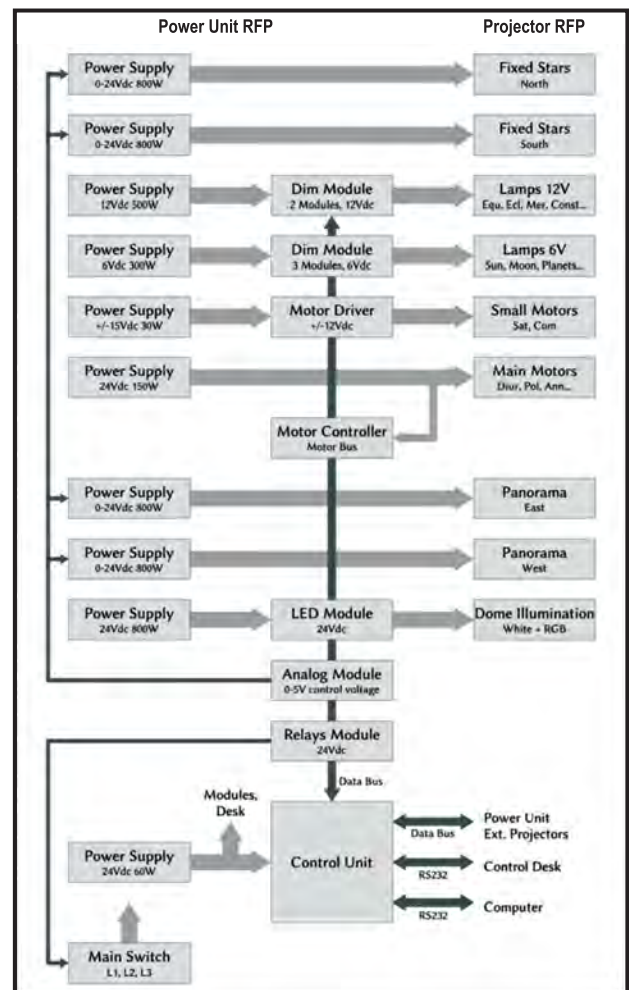 Power Unit RFP
Projector RFP
Power Supply
0-24Vdc 800W
Fixed Stars
North
Power Supply
0-24Vdc 800W
Fixed Stars
South
Power Supply
12Vdc 500W
Dim Module
2 Modules, 12Vdc
Lamps 12V
Equ. Ecl, Mer, Const...
Power Supply
6Vdc 300W
Dim Module
3 Modules, 6Vdc
Lamps 6V
Sun, Moon, Planets...
Power Supply
+/-15Vdc 30W
Motor Driver
+/-12Vdc
Small Motors
Sat, Com
Power Supply
24Vdc 150W
Main Motors
Diur, Pol, Ann...
Motor Controller
Motor Bus
Power Supply
0-24Vdc 800W
Panorama
East
Power Supply
0-24Vdc 800W
Panorama
West
Power Supply
24Vdc 800W
LED Module
24Vdc
Dome Illumination
White + RGB
Analog Module
0-5V control voltage
Relays Module
24Vdc
Data Bus
Modules,
Desk
Power Supply
24Vdc 60W
Control Unit
Data Bus
Power Unit
Ext. Projectors
RS232
Control Desk
RS232
Computer
Main Switch
L1, L2, L3